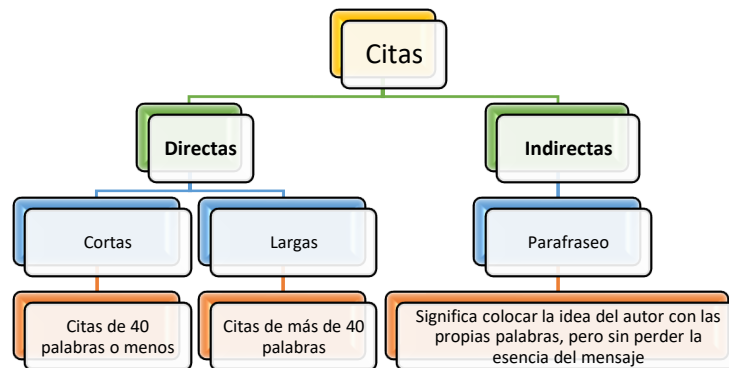 Citas
Directas
Indirectas
Cortas
Largas
Parafraseo
Citas de 40
palabras o menos
Citas de más de 40
palabras
Significa colocar la idea del autor con las
propias palabras, pero sin perder la
esencia del mensaje